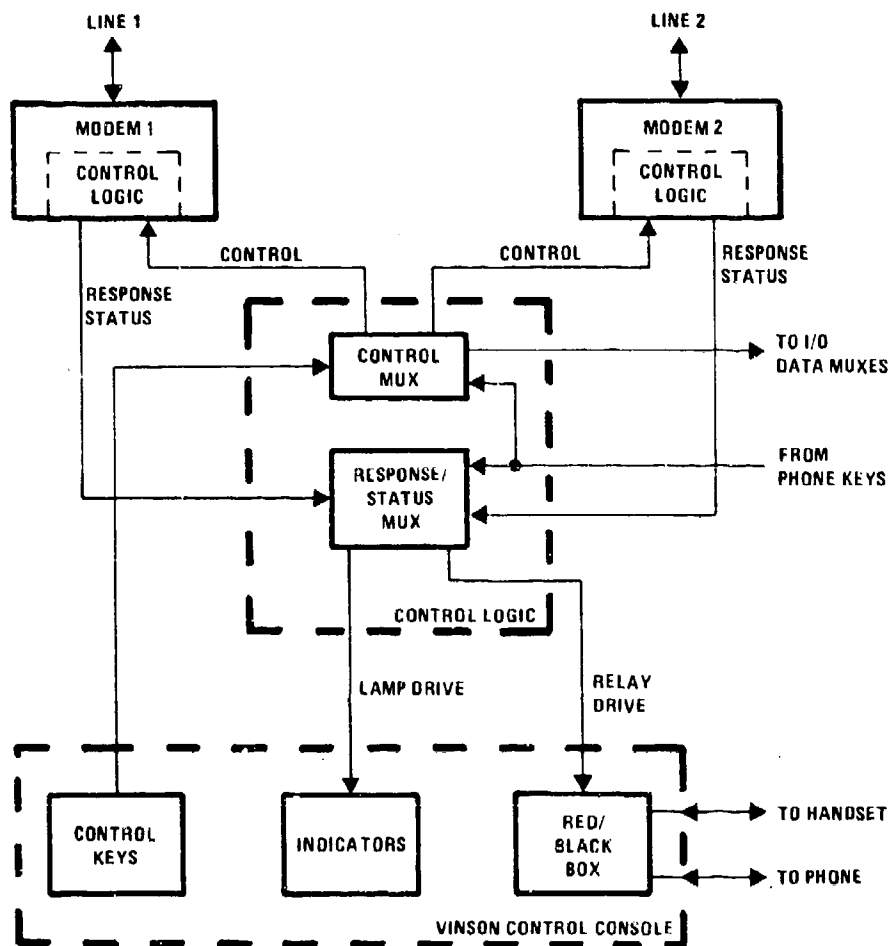 LINE 1
LINE 2
MODEM 1
CONTROL
LOGIC
MODEM 2
CONTROL
LOGIC
CONTROL
CONTROL
RESPONSE
STATUS
RESPONSE
STATUS
CONTROL
MUX
TO I/O
DATA MUXES
RESPONSE/
STATUS
MUX
FROM
PHONE KEYS
CONTROL LOGIC
LAMP DRIVE
RELAY
DRIVE
CONTROL
KEYS
INDICATORS
RED/
BLACK
BOX
TO HANDSET
TO PHONE
VINSON CONTROL CONSOLE